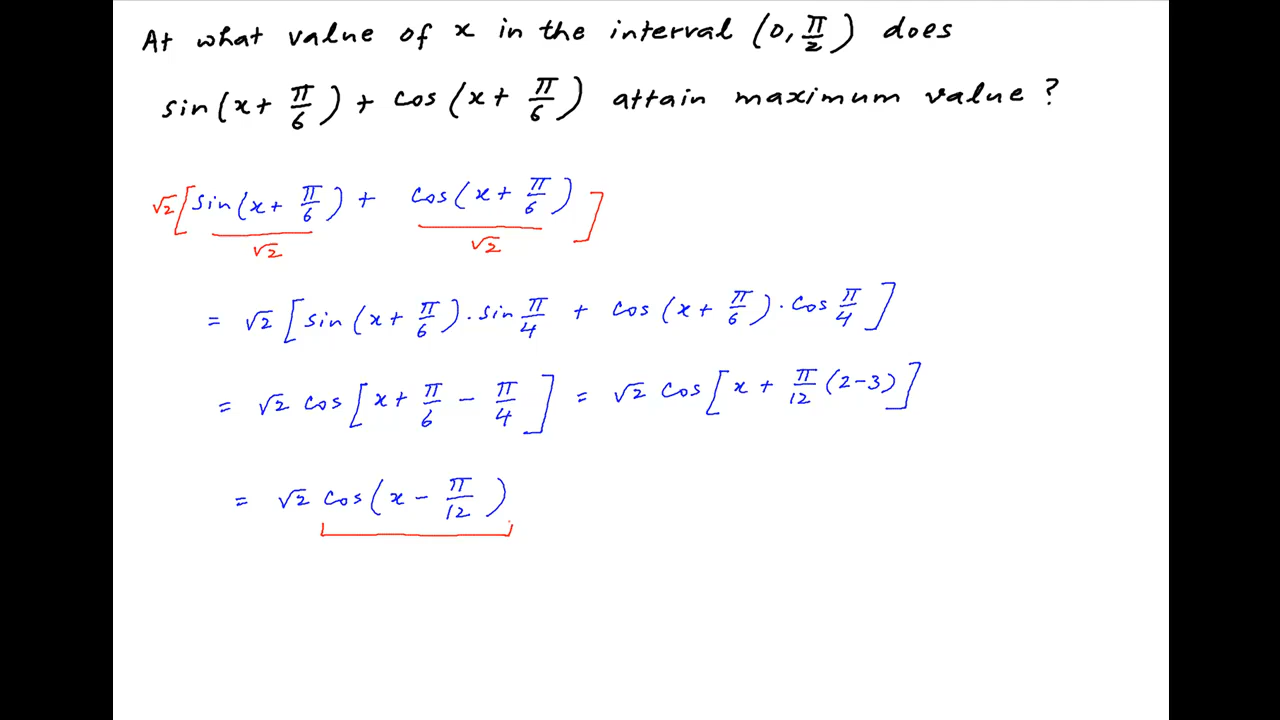 At what value of x in the interval (0, π/2) does
sin(x + π/6) + cos(x + π/6) attain maximum value ?
√2 [ sin(x + π/6)/√2 + cos(x + π/6)/√2 ]
= √2 [ sin(x + π/6) · sin π/4 + cos(x + π/6) · cos π/4 ]
= √2 cos [ x + π/6 − π/4 ] = √2 cos [ x + π/12 (2−3) ]
= √2 cos(x − π/12)